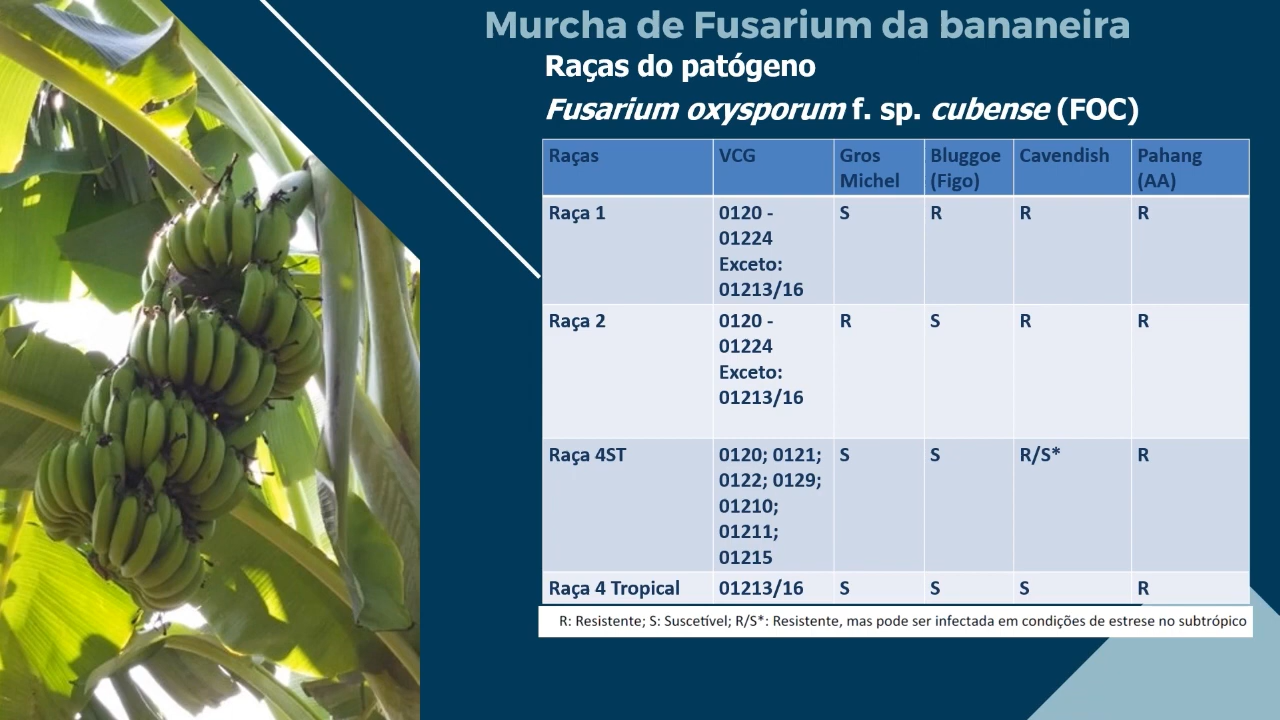 Murcha de Fusarium da bananeira
Raças do patógeno
Fusarium oxysporum f. sp. cubense (FOC)
Raças VCG Gros Michel Bluggoe (Figo) Cavendish Pahang (AA)
Raça 1 0120 - 01224 Exceto: 01213/16 S R R R
Raça 2 0120 - 01224 Exceto: 01213/16 R S R R
Raça 4ST 0120; 0121; 0122; 0129; 01210; 01211; 01215 S S R/S* R
Raça 4 Tropical 01213/16 S S S R
R: Resistente; S: Suscetível; R/S*: Resistente, mas pode ser infectada em condições de estrese no subtrópico